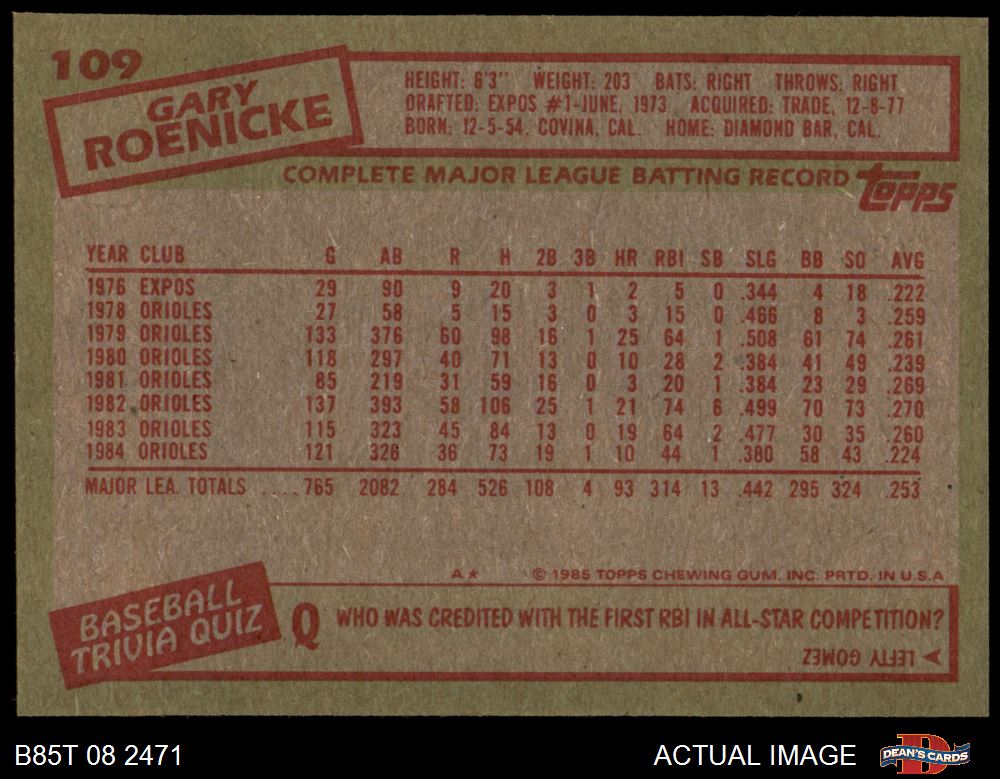 109
GARY
ROENICKE
HEIGHT: 6'3" WEIGHT: 203 BATS: RIGHT THROWS: RIGHT
DRAFTED: EXPOS #1-JUNE, 1973 ACQUIRED: TRADE, 12-8-77
BORN: 12-5-54, COVINA, CAL. HOME: DIAMOND BAR, CAL.
COMPLETE MAJOR LEAGUE BATTING RECORD
TOPPS
YEAR CLUB G AB R H 2B 3B HR RBI SB SLG BB SO AVG
1976 EXPOS 29 90 9 20 3 1 2 5 0 .344 4 18 .222
1978 ORIOLES 27 58 5 15 3 0 3 15 0 .466 8 3 .259
1979 ORIOLES 133 376 60 98 16 1 25 64 1 .508 61 74 .261
1980 ORIOLES 118 297 40 71 13 0 10 28 2 .384 41 49 .239
1981 ORIOLES 85 219 31 59 16 0 3 20 1 .384 23 29 .269
1982 ORIOLES 137 393 58 106 25 1 21 74 6 .499 70 73 .270
1983 ORIOLES 115 323 45 84 13 0 19 64 2 .477 30 35 .260
1984 ORIOLES 121 326 36 73 19 1 10 44 1 .380 58 43 .224
MAJOR LEA. TOTALS ....765 2082 284 526 108 4 93 314 13 .442 295 324 .253
A★ © 1985 TOPPS CHEWING GUM, INC. PRTD. IN U.S.A
BASEBALL
TRIVIA QUIZ
Q WHO WAS CREDITED WITH THE FIRST RBI IN ALL-STAR COMPETITION?
LEFTY GOMEZ
B85T 08 2471
ACTUAL IMAGE
D
DEAN'S CARDS